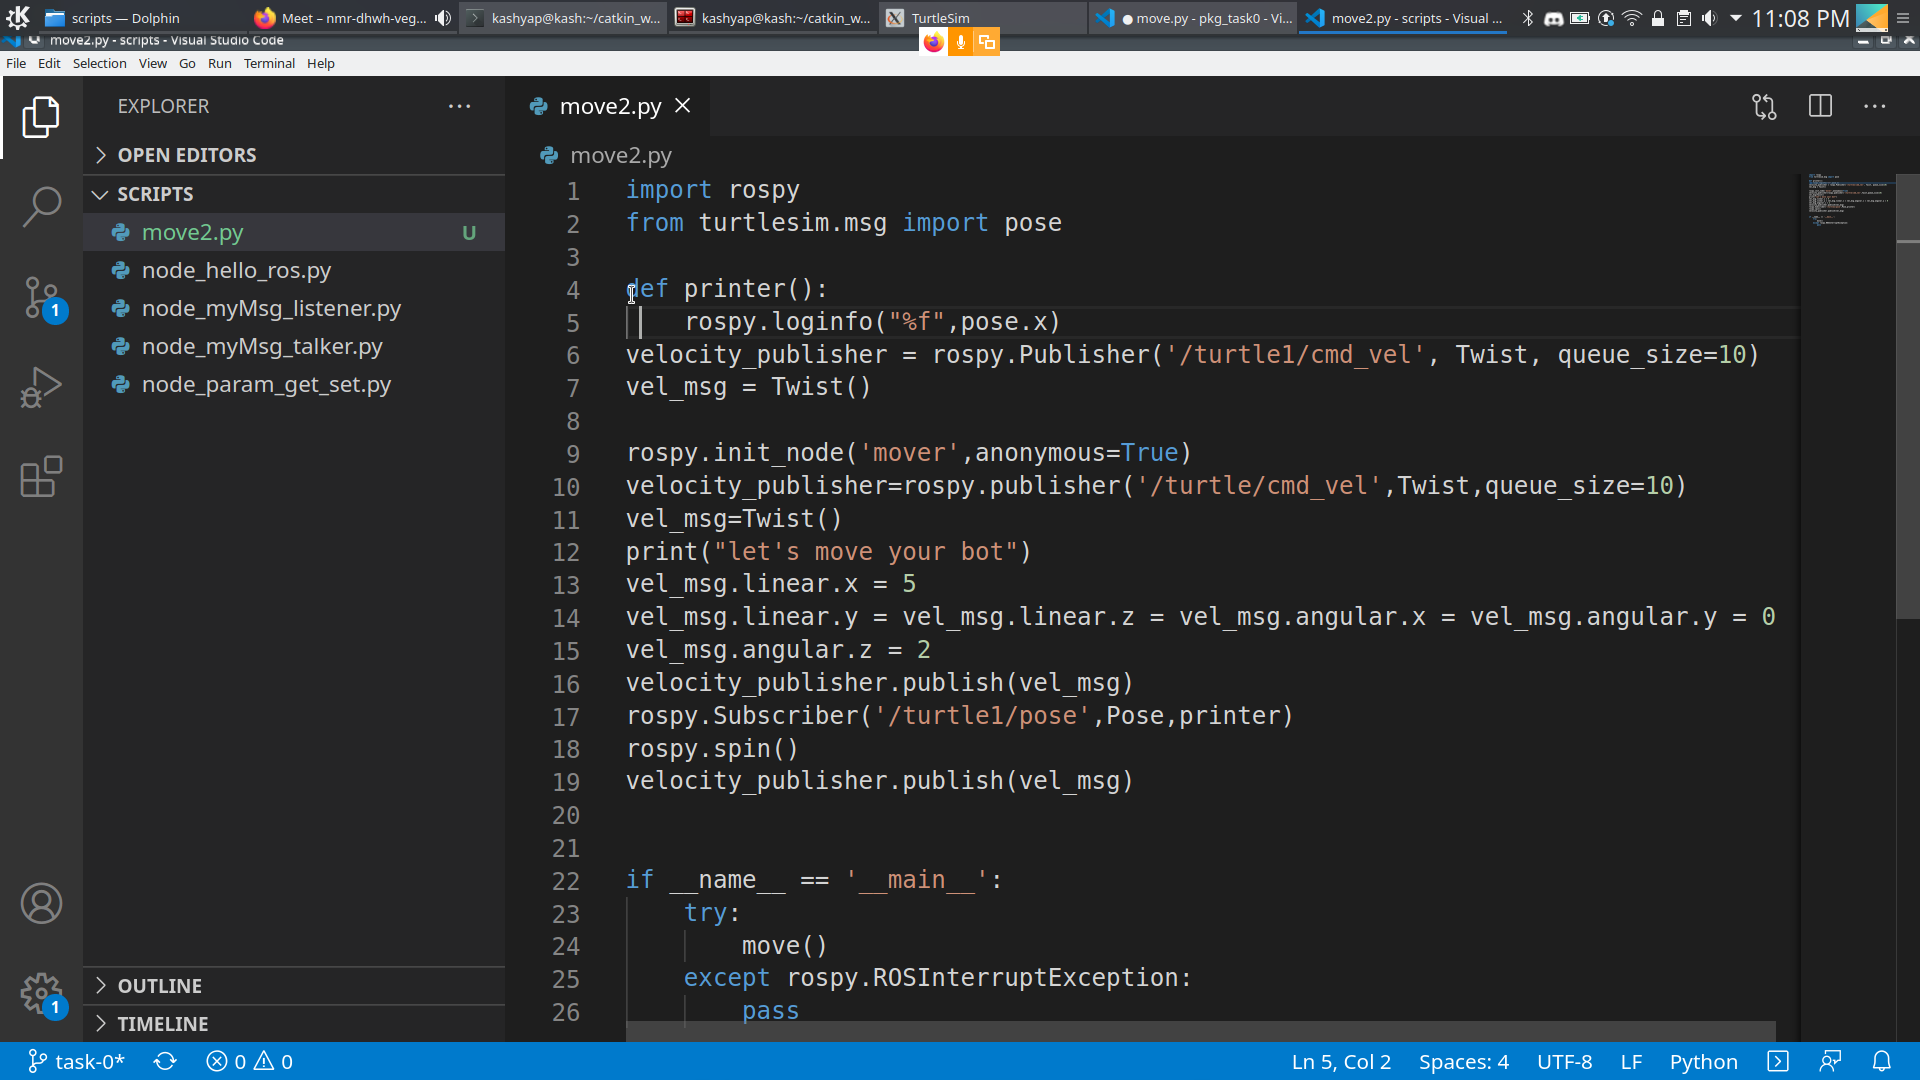 scripts — Dolphin
Meet – nmr-dhwh-veg...
kashyap@kash:~/catkin_w...
kashyap@kash:~/catkin_w...
TurtleSim
● move.py - pkg_task0 - Vi...
move2.py - scripts - Visual ...
11:08 PM
move2.py - scripts - Visual Studio Code
File Edit Selection View Go Run Terminal Help
EXPLORER
OPEN EDITORS
SCRIPTS
move2.py U
node_hello_ros.py
node_myMsg_listener.py
node_myMsg_talker.py
node_param_get_set.py
OUTLINE
TIMELINE
1
1
move2.py
move2.py
1 import rospy
2 from turtlesim.msg import pose
3
4 def printer():
5     rospy.loginfo("%f",pose.x)
6 velocity_publisher = rospy.Publisher('/turtle1/cmd_vel', Twist, queue_size=10)
7 vel_msg = Twist()
8
9 rospy.init_node('mover',anonymous=True)
10 velocity_publisher=rospy.publisher('/turtle/cmd_vel',Twist,queue_size=10)
11 vel_msg=Twist()
12 print("let's move your bot")
13 vel_msg.linear.x = 5
14 vel_msg.linear.y = vel_msg.linear.z = vel_msg.angular.x = vel_msg.angular.y = 0
15 vel_msg.angular.z = 2
16 velocity_publisher.publish(vel_msg)
17 rospy.Subscriber('/turtle1/pose',Pose,printer)
18 rospy.spin()
19 velocity_publisher.publish(vel_msg)
20
21
22 if __name__ == '__main__':
23     try:
24         move()
25     except rospy.ROSInterruptException:
26         pass
task-0* 0 0
Ln 5, Col 2 Spaces: 4 UTF-8 LF Python